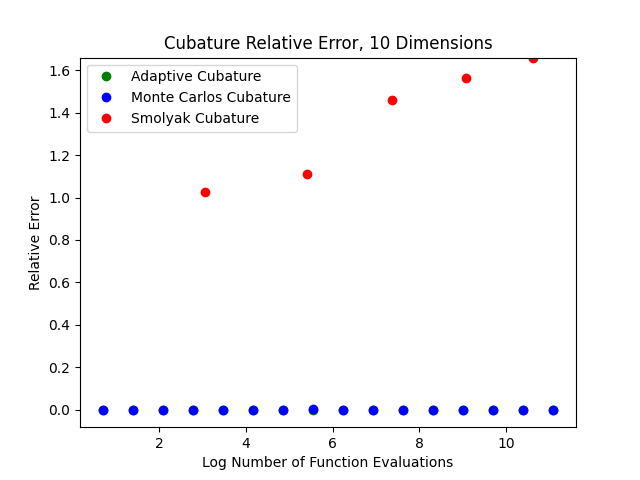 Cubature Relative Error, 10 Dimensions
Adaptive Cubature
Monte Carlos Cubature
Smolyak Cubature
Relative Error
1.6
1.4
1.2
1.0
0.8
0.6
0.4
0.2
0.0
2 4 6 8 10
Log Number of Function Evaluations